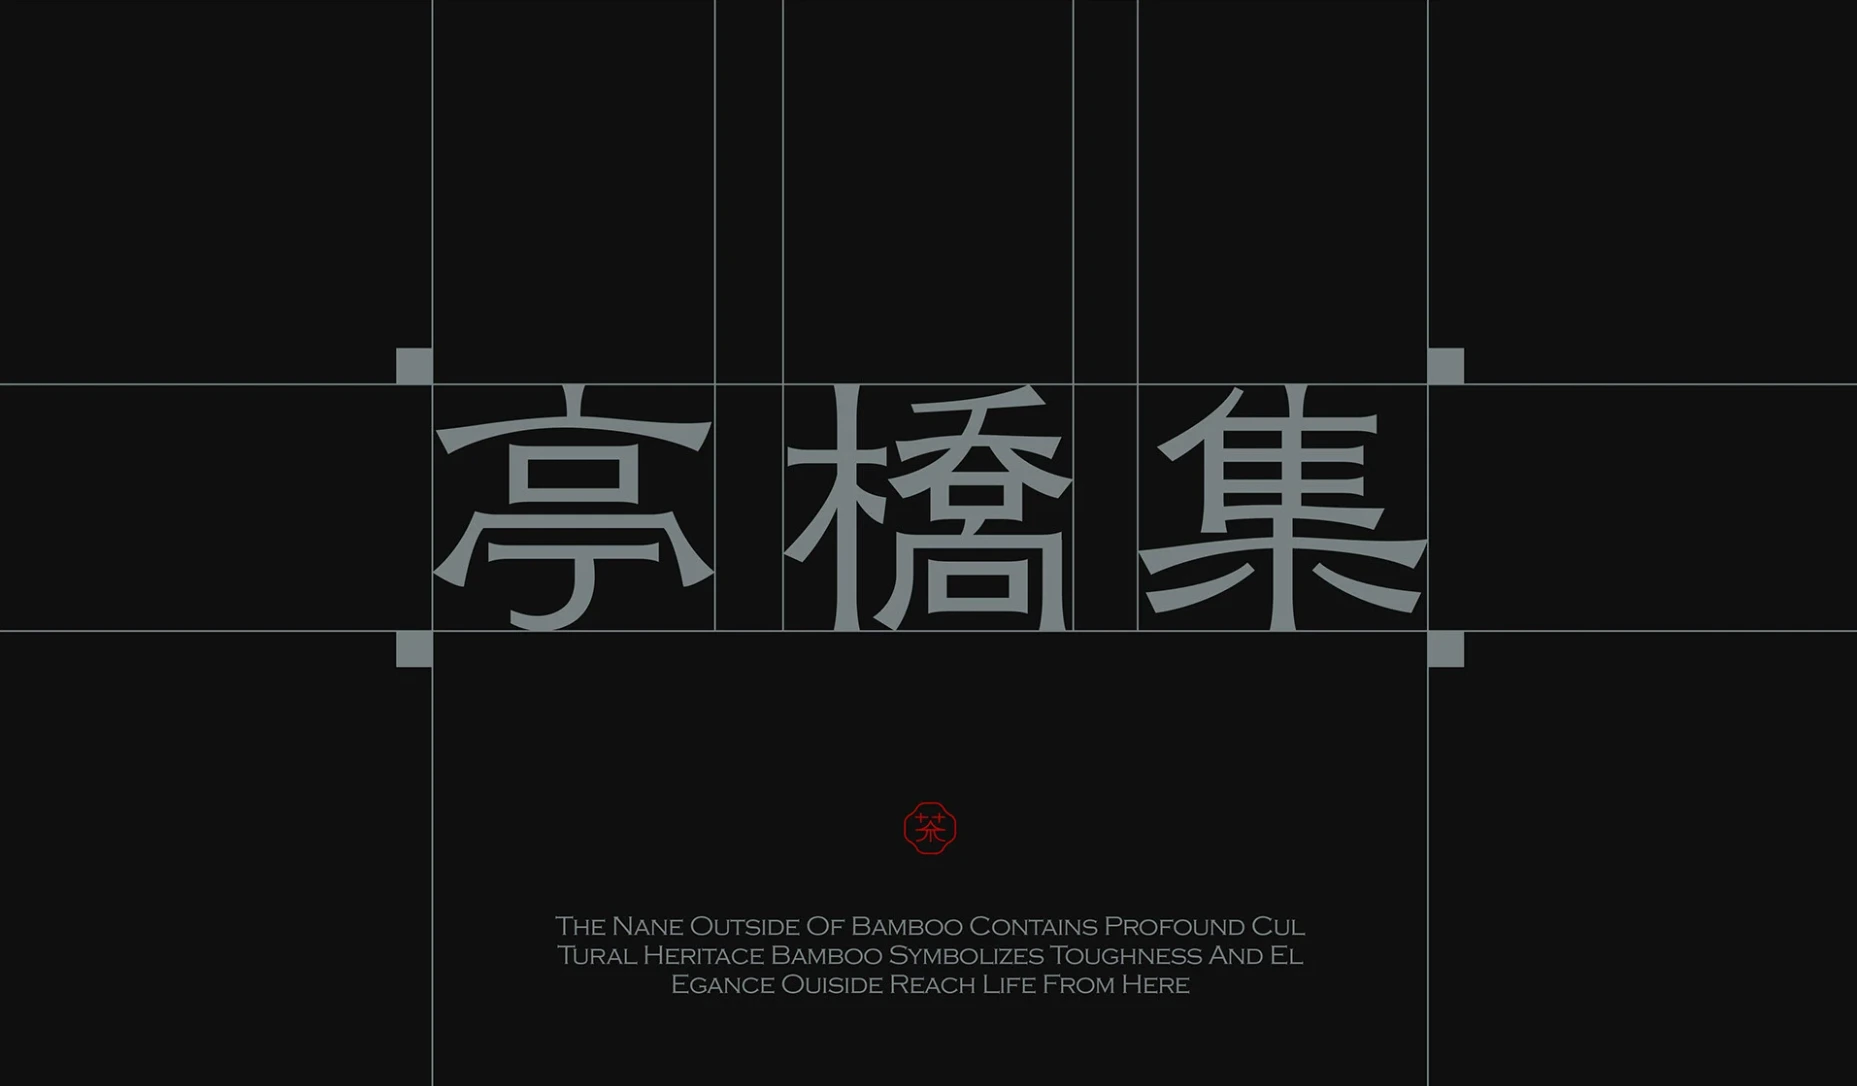 亭橋集
茶
THE NANE OUTSIDE OF BAMBOO CONTAINS PROFOUND CUL
TURAL HERITACE BAMBOO SYMBOLIZES TOUGHNESS AND EL
EGANCE OUISIDE REACH LIFE FROM HERE